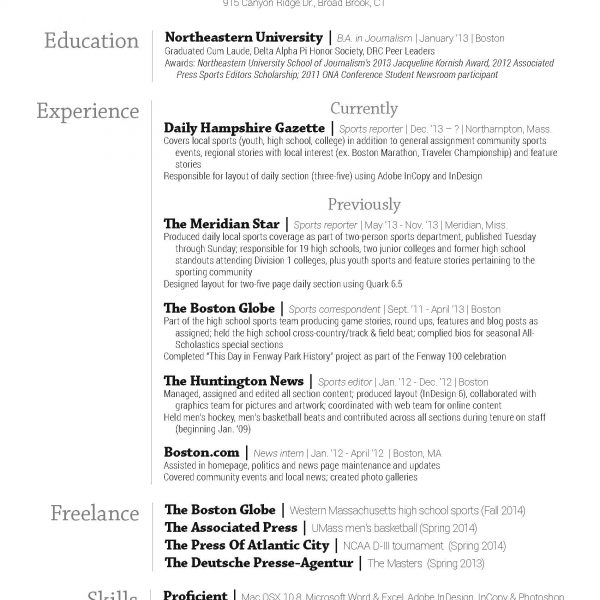 915 Canyon Ridge Dr., Broad Brook, CT
Education
Northeastern University | B.A. in Journalism | January '13 | Boston
Graduated Cum Laude, Delta Alpha Pi Honor Society, DRC Peer Leaders
Awards: Northeastern University School of Journalism's 2013 Jacqueline Kornish Award, 2012 Associated
Press Sports Editors Scholarship; 2011 ONA Conference Student Newsroom participant
Experience
Currently
Daily Hampshire Gazette | Sports reporter | Dec. '13 – ? | Northampton, Mass.
Covers local sports (youth, high school, college) in addition to general assignment community sports
events, regional stories with local interest (ex. Boston Marathon, Traveler Championship) and feature
stories
Responsible for layout of daily section (three-five) using Adobe InCopy and InDesign
Previously
The Meridian Star | Sports reporter | May '13 - Nov. '13 | Meridian, Miss.
Produced daily local sports coverage as part of two-person sports department, published Tuesday
through Sunday; responsible for 19 high schools, two junior colleges and former high school
standouts attending Division 1 colleges, plus youth sports and feature stories pertaining to the
sporting community
Designed layout for two-five page daily section using Quark 6.5
The Boston Globe | Sports correspondent | Sept. '11 - April '13 | Boston
Part of the high school sports team producing game stories, round ups, features and blog posts as
assigned; held the high school cross-country/track & field beat; complied bios for seasonal All-
Scholastics special sections
Completed "This Day in Fenway Park History" project as part of the Fenway 100 celebration
The Huntington News | Sports editor | Jan. '12 - Dec. '12 | Boston
Managed, assigned and edited all section content; produced layout (InDesign 6), collaborated with
graphics team for pictures and artwork; coordinated with web team for online content
Held men's hockey, men's basketball beats and contributed across all sports during tenure on staff
(beginning Jan. '09)
Boston.com | News intern | Jan. '12 - April '12 | Boston, MA
Assisted in homepage, politics and news page maintenance and updates
Covered community events and local news; created photo galleries
Freelance
The Boston Globe | Western Massachusetts high school sports (Fall 2014)
The Associated Press | UMass men's basketball (Spring 2014)
The Press Of Atlantic City | NCAA D-III tournament (Spring 2014)
The Deutsche Presse-Agentur | The Masters (Spring 2013)
Skills
Proficient | Mac OSX 10.8, Microsoft Word & Excel, Adobe InDesign, InCopy & Photoshop